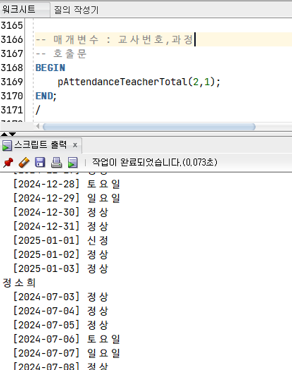 워크시트 질의 작성기
3165
3166 -- 매개변수 : 교사번호,과정
3167 -- 호출문
3168 BEGIN
3169 pAttendanceTeacherTotal(2,1);
3170 END;
3171 /
스크립트 출력 x
작업이 완료되었습니다.(0,073초)
[2024-12-28] 토요일
[2024-12-29] 일요일
[2024-12-30] 정상
[2024-12-31] 정상
[2025-01-01] 신정
[2025-01-02] 정상
[2025-01-03] 정상
정소희
[2024-07-03] 정상
[2024-07-04] 정상
[2024-07-05] 정상
[2024-07-06] 토요일
[2024-07-07] 일요일
[2024-07-08] 정상